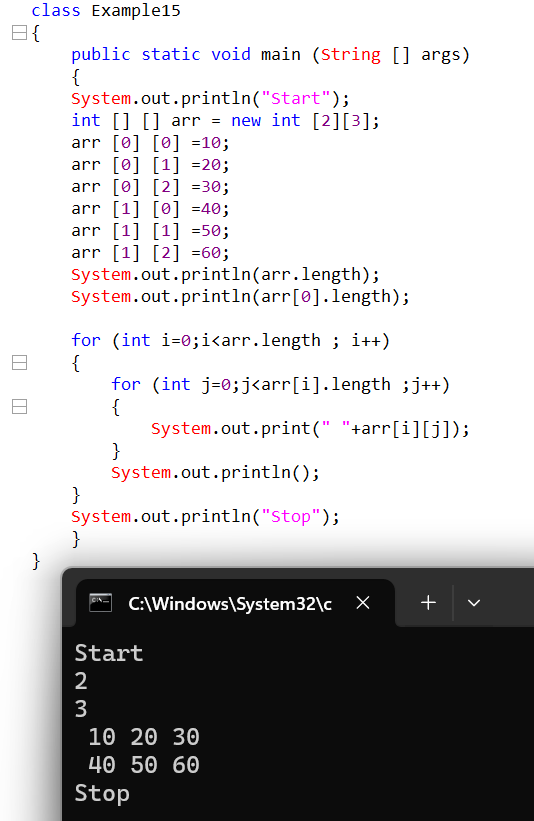 class Example15
{
    public static void main (String [] args)
    {
    System.out.println("Start");
    int [] [] arr = new int [2][3];
    arr [0] [0] =10;
    arr [0] [1] =20;
    arr [0] [2] =30;
    arr [1] [0] =40;
    arr [1] [1] =50;
    arr [1] [2] =60;
    System.out.println(arr.length);
    System.out.println(arr[0].length);

    for (int i=0;i<arr.length ; i++)
    {
        for (int j=0;j<arr[i].length ;j++)
        {
            System.out.print(" "+arr[i][j]);
        }
        System.out.println();
    }
    System.out.println("Stop");
    }
}
C:\Windows\System32\c
Start
2
3
 10 20 30
 40 50 60
Stop